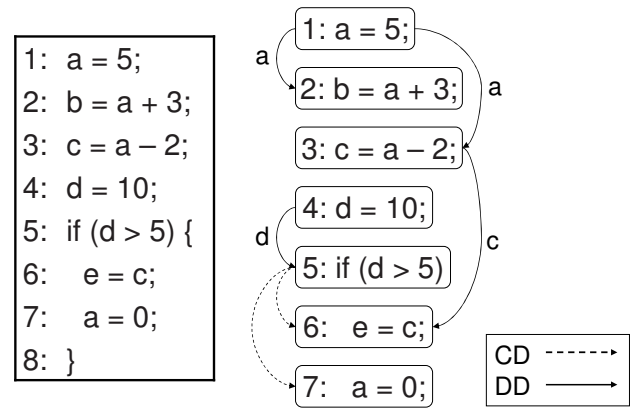 1: a = 5;
2: b = a + 3;
3: c = a – 2;
4: d = 10;
5: if (d > 5) {
6: e = c;
7: a = 0;
8: }
1: a = 5;
a
2: b = a + 3;
a
3: c = a – 2;
4: d = 10;
d
c
5: if (d > 5)
6: e = c;
7: a = 0;
CD
DD